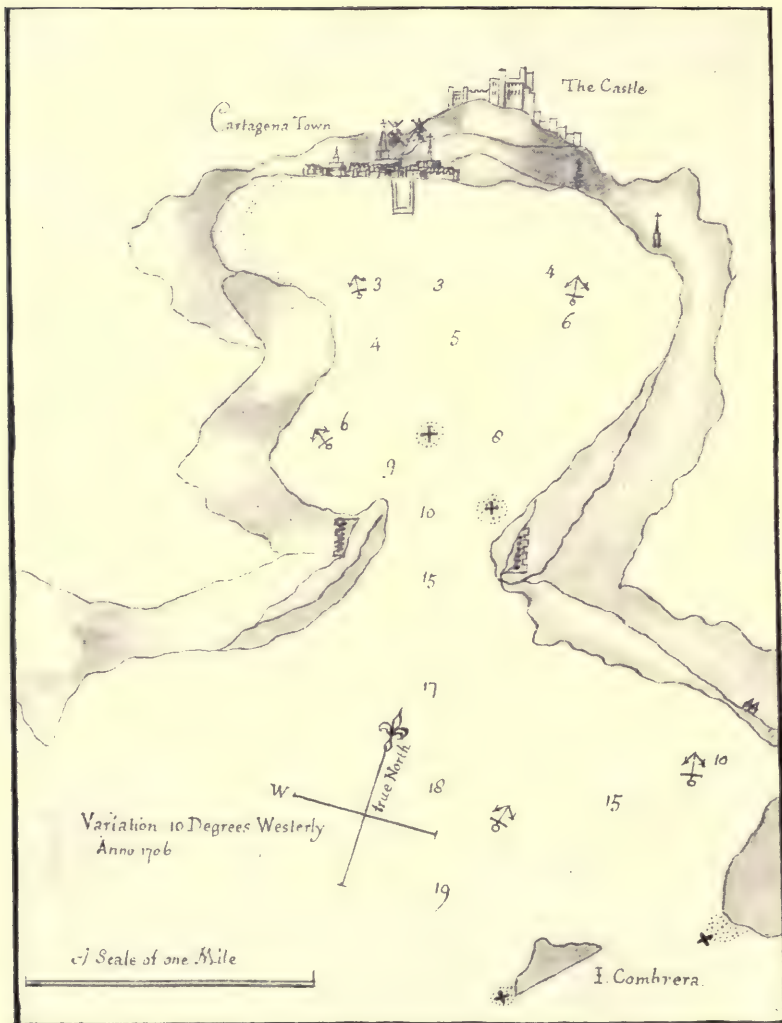 The Castle
Cartagena Town
3 3 4
6
4 5
6 8
9
10
15
17
true North
W
18 15 10
Variation 10 Degrees Westerly
Anno 1706
19
A Scale of one Mile
I. Combrera.